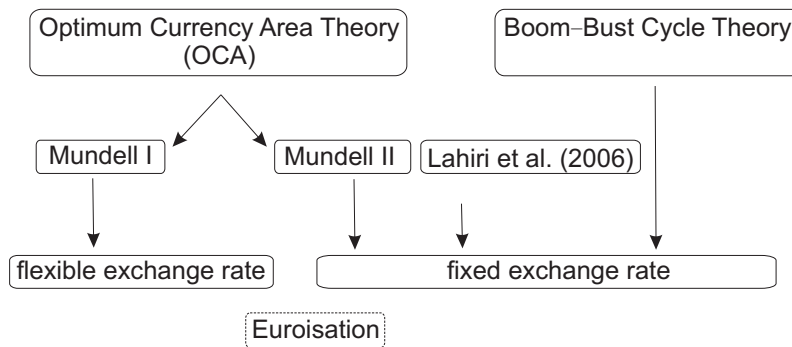 Optimum Currency Area Theory
(OCA)
Boom–Bust Cycle Theory
Mundell I
Mundell II
Lahiri et al. (2006)
flexible exchange rate
fixed exchange rate
Euroisation